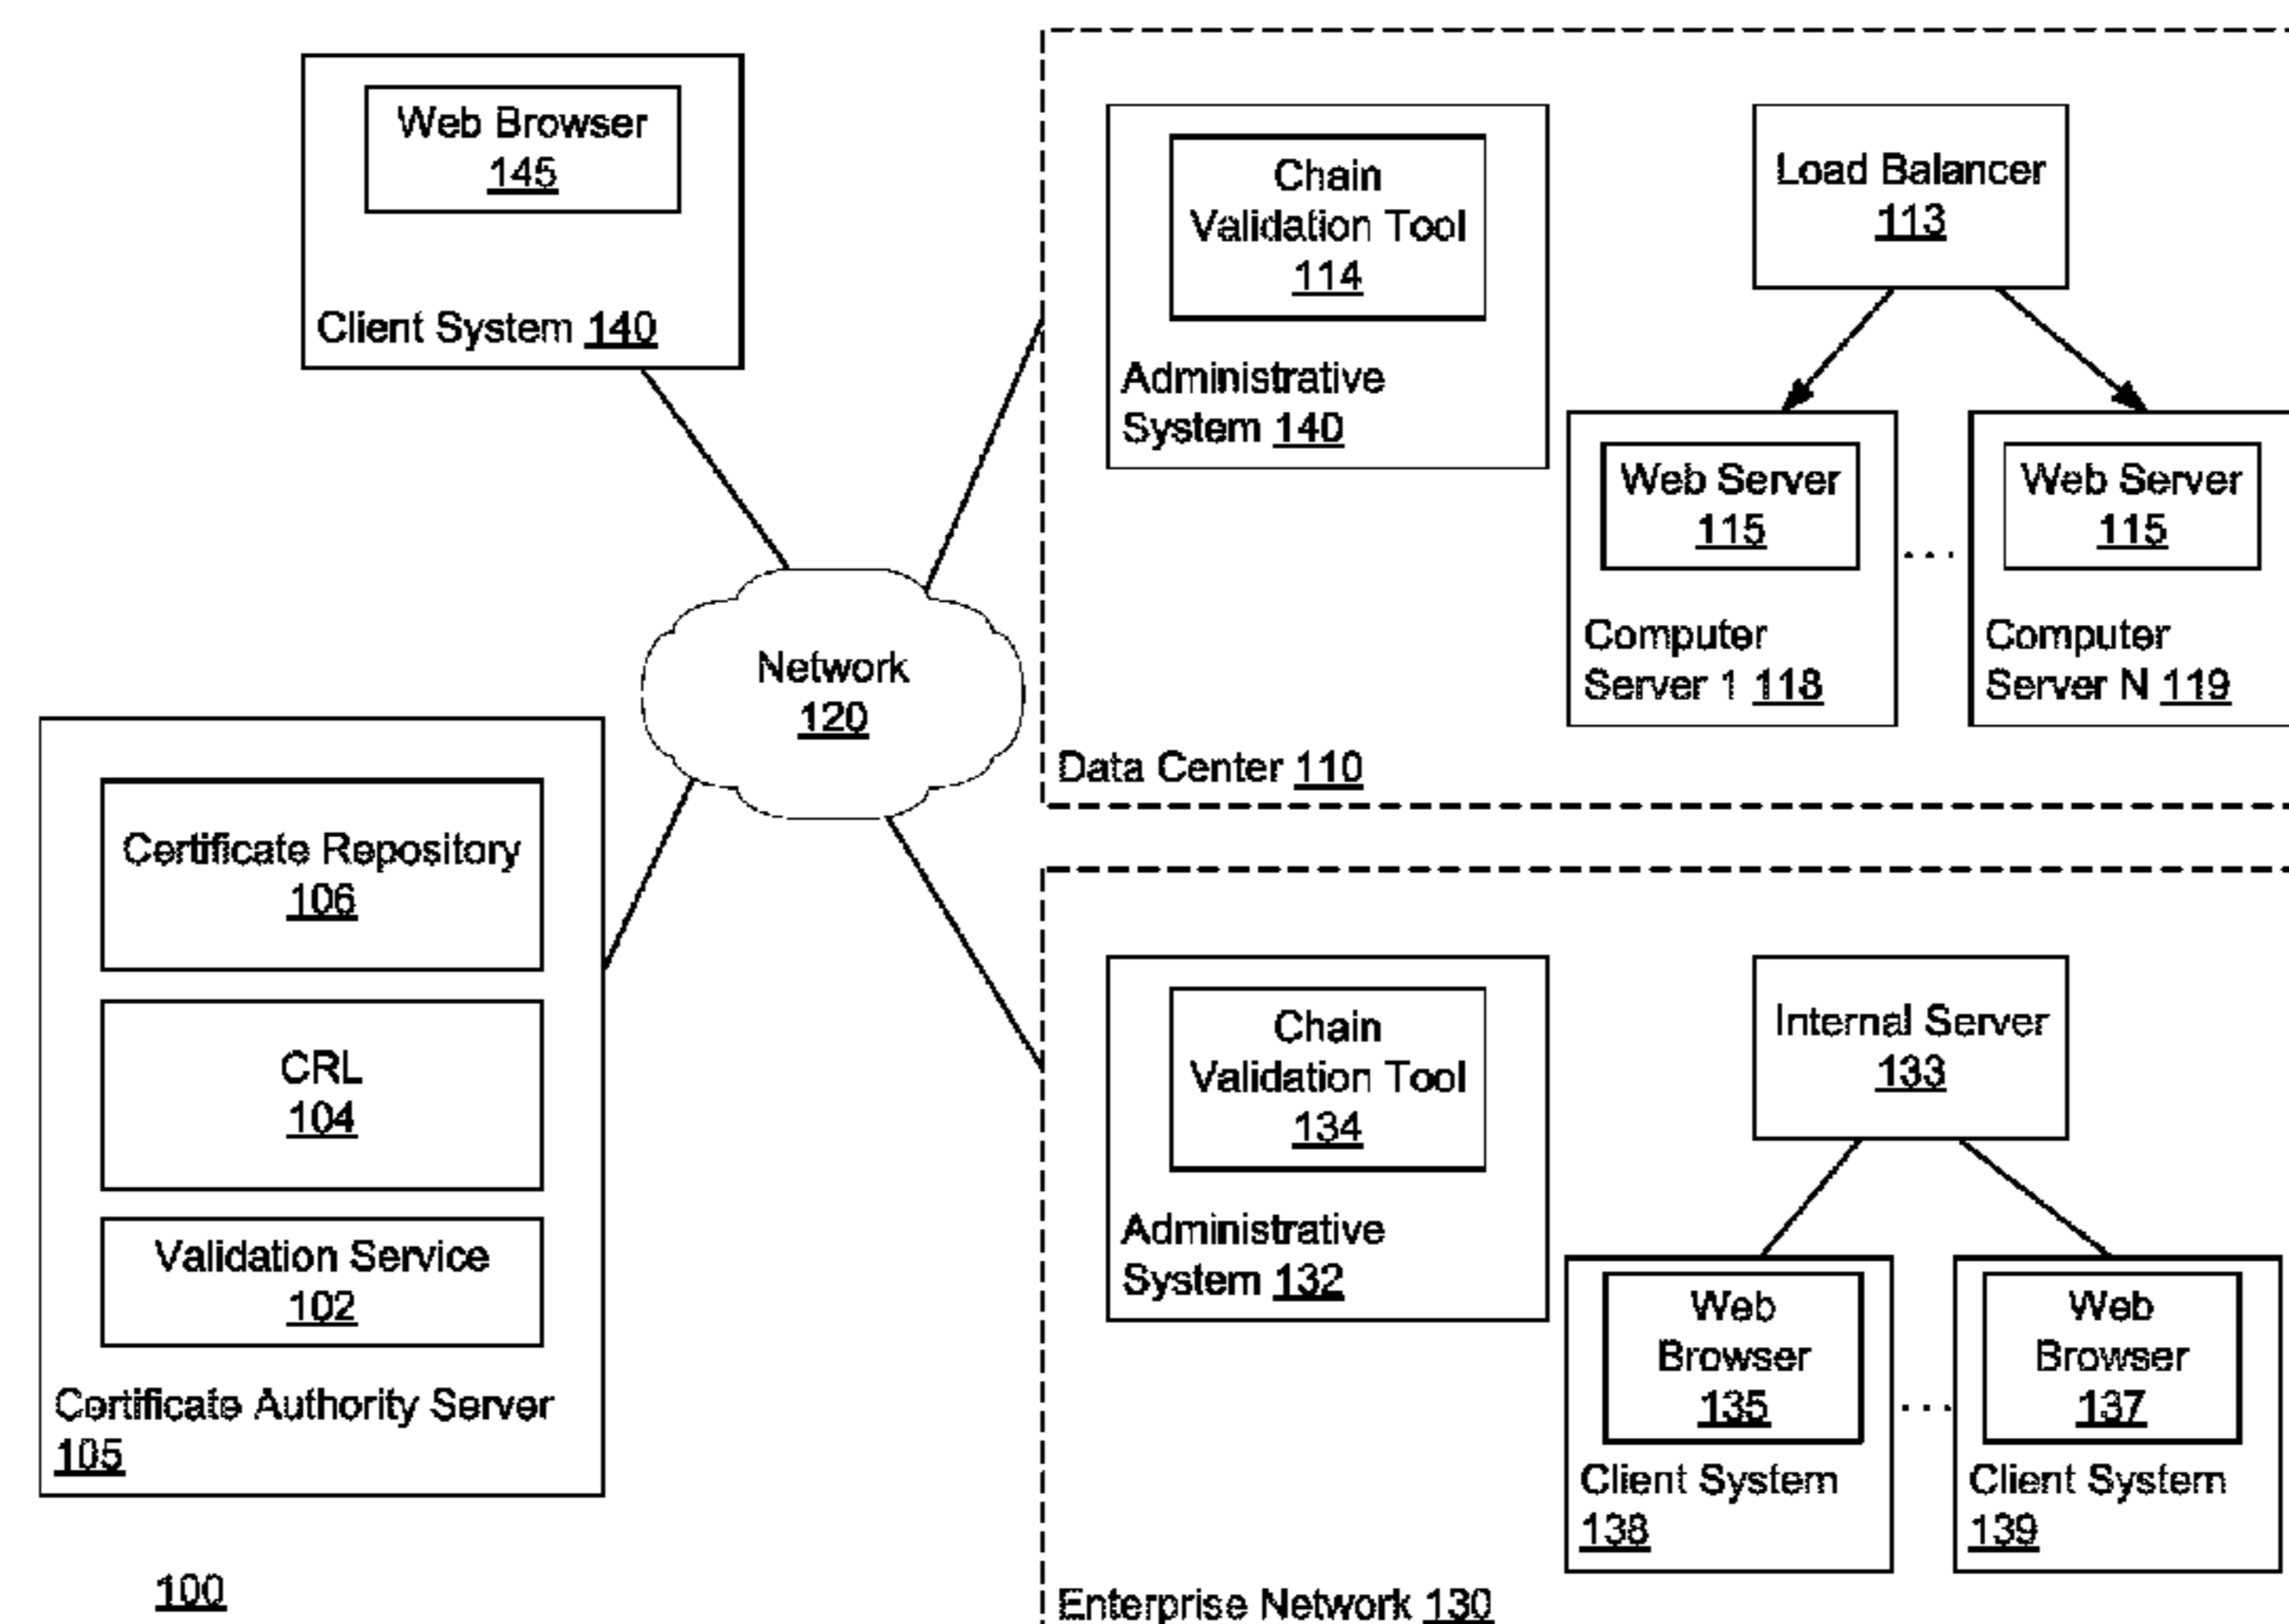 Web Browser
145
Client System 140
Chain
Validation Tool
114
Administrative
System 140
Load Balancer
113
Web Server
115
Computer
Server 1 118
...
Web Server
115
Computer
Server N 119
Data Center 110
Network
120
Certificate Repository
106
CRL
104
Validation Service
102
Certificate Authority Server
105
Chain
Validation Tool
134
Administrative
System 132
Internal Server
133
Web
Browser
135
Client System
138
...
Web
Browser
137
Client System
139
Enterprise Network 130
100